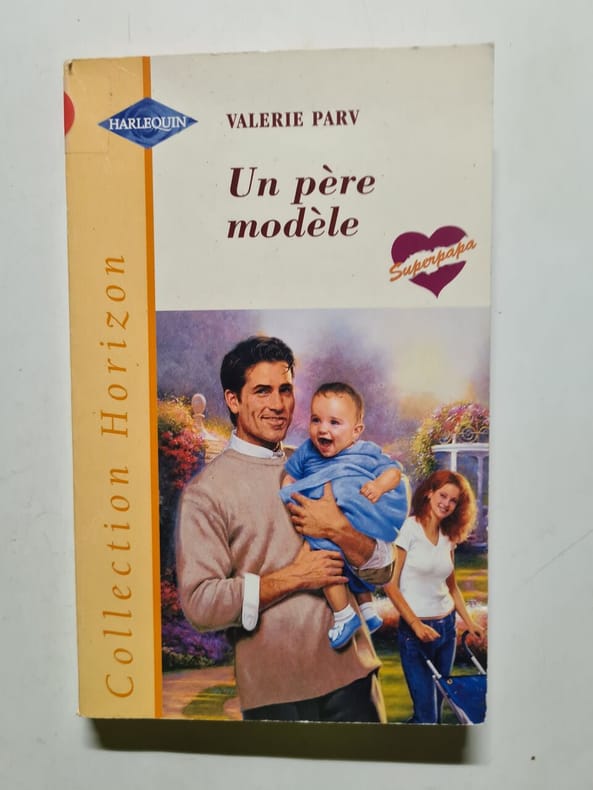 HARLEQUIN
VALERIE PARV
Un père
modèle
Superpapa
Collection Horizon